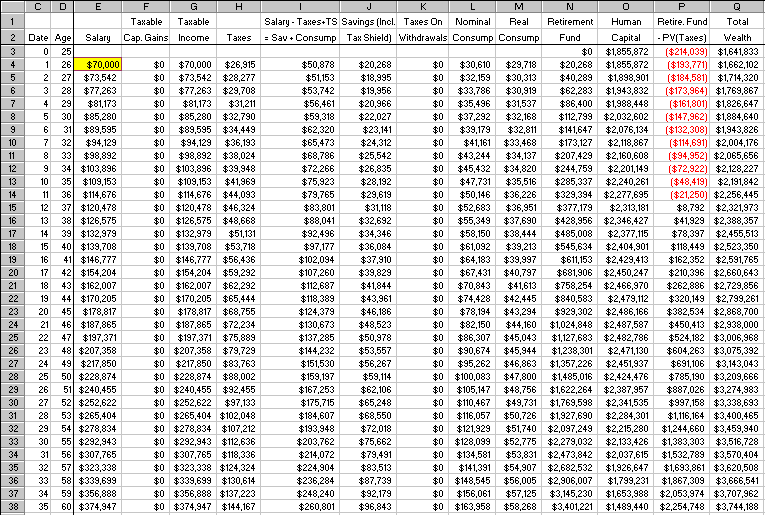 C D E F G H I J K L M N O P Q
1 Taxable Taxable Salary - Taxes+TS Savings (Incl. Taxes On Nominal Real Retirement Human Retire. Fund Total
2 Date Age Salary Cap. Gains Income Taxes = Sav + Consump Tax Shield) Withdrawals Consump Consump Fund Capital - PV(Taxes) Wealth
3 0 25 $0 $1,855,872 ($214,039) $1,641,833
4 1 26 $70,000 $0 $70,000 $26,915 $50,878 $20,268 $0 $30,610 $29,718 $20,268 $1,855,872 ($193,771) $1,662,102
5 2 27 $73,542 $0 $73,542 $28,277 $51,153 $18,995 $0 $32,159 $30,313 $40,289 $1,898,901 ($184,581) $1,714,320
6 3 28 $77,263 $0 $77,263 $29,708 $53,742 $19,956 $0 $33,786 $30,919 $62,283 $1,943,832 ($173,964) $1,769,867
7 4 29 $81,173 $0 $81,173 $31,211 $56,461 $20,966 $0 $35,496 $31,537 $86,400 $1,988,448 ($161,801) $1,826,647
8 5 30 $85,280 $0 $85,280 $32,790 $59,318 $22,027 $0 $37,292 $32,168 $112,799 $2,032,602 ($147,962) $1,884,640
9 6 31 $89,595 $0 $89,595 $34,449 $62,320 $23,141 $0 $39,179 $32,811 $141,647 $2,076,134 ($132,308) $1,943,826
10 7 32 $94,129 $0 $94,129 $36,193 $65,473 $24,312 $0 $41,161 $33,468 $173,127 $2,118,867 ($114,691) $2,004,176
11 8 33 $98,892 $0 $98,892 $38,024 $68,786 $25,542 $0 $43,244 $34,137 $207,429 $2,160,608 ($94,952) $2,065,656
12 9 34 $103,896 $0 $103,896 $39,948 $72,266 $26,835 $0 $45,432 $34,820 $244,759 $2,201,149 ($72,922) $2,128,227
13 10 35 $109,153 $0 $109,153 $41,969 $75,923 $28,192 $0 $47,731 $35,516 $285,337 $2,240,261 ($48,419) $2,191,842
14 11 36 $114,676 $0 $114,676 $44,093 $79,765 $29,619 $0 $50,146 $36,226 $329,394 $2,277,695 ($21,250) $2,256,445
15 12 37 $120,478 $0 $120,478 $46,324 $83,801 $31,118 $0 $52,683 $36,951 $377,179 $2,313,181 $8,792 $2,321,973
16 13 38 $126,575 $0 $126,575 $48,668 $88,041 $32,692 $0 $55,349 $37,690 $428,956 $2,346,427 $41,929 $2,388,357
17 14 39 $132,979 $0 $132,979 $51,131 $92,496 $34,346 $0 $58,150 $38,444 $485,008 $2,377,115 $78,397 $2,455,513
18 15 40 $139,708 $0 $139,708 $53,718 $97,177 $36,084 $0 $61,092 $39,213 $545,634 $2,404,901 $118,449 $2,523,350
19 16 41 $146,777 $0 $146,777 $56,436 $102,094 $37,910 $0 $64,183 $39,997 $611,153 $2,429,413 $162,352 $2,591,765
20 17 42 $154,204 $0 $154,204 $59,292 $107,260 $39,829 $0 $67,431 $40,797 $681,906 $2,450,247 $210,396 $2,660,643
21 18 43 $162,007 $0 $162,007 $62,292 $112,687 $41,844 $0 $70,843 $41,613 $758,254 $2,466,970 $262,886 $2,729,856
22 19 44 $170,205 $0 $170,205 $65,444 $118,389 $43,961 $0 $74,428 $42,445 $840,583 $2,479,112 $320,149 $2,799,261
23 20 45 $178,817 $0 $178,817 $68,755 $124,379 $46,186 $0 $78,194 $43,294 $929,302 $2,486,166 $382,534 $2,868,700
24 21 46 $187,865 $0 $187,865 $72,234 $130,673 $48,523 $0 $82,150 $44,160 $1,024,848 $2,487,587 $450,413 $2,938,000
25 22 47 $197,371 $0 $197,371 $75,889 $137,285 $50,978 $0 $86,307 $45,043 $1,127,683 $2,482,786 $524,182 $3,006,968
26 23 48 $207,358 $0 $207,358 $79,729 $144,232 $53,557 $0 $90,674 $45,944 $1,238,301 $2,471,130 $604,263 $3,075,392
27 24 49 $217,850 $0 $217,850 $83,763 $151,530 $56,267 $0 $95,262 $46,863 $1,357,226 $2,451,937 $691,106 $3,143,043
28 25 50 $228,874 $0 $228,874 $88,002 $159,197 $59,114 $0 $100,083 $47,800 $1,485,016 $2,424,476 $785,190 $3,209,666
29 26 51 $240,455 $0 $240,455 $92,455 $167,253 $62,106 $0 $105,147 $48,756 $1,622,264 $2,387,957 $887,026 $3,274,983
30 27 52 $252,622 $0 $252,622 $97,133 $175,715 $65,248 $0 $110,467 $49,731 $1,769,598 $2,341,535 $997,158 $3,338,693
31 28 53 $265,404 $0 $265,404 $102,048 $184,607 $68,550 $0 $116,057 $50,726 $1,927,690 $2,284,301 $1,116,164 $3,400,465
32 29 54 $278,834 $0 $278,834 $107,212 $193,948 $72,018 $0 $121,929 $51,740 $2,097,249 $2,215,280 $1,244,660 $3,459,940
33 30 55 $292,943 $0 $292,943 $112,636 $203,762 $75,662 $0 $128,099 $52,775 $2,279,032 $2,133,426 $1,383,303 $3,516,728
34 31 56 $307,765 $0 $307,765 $118,336 $214,072 $79,491 $0 $134,581 $53,831 $2,473,842 $2,037,615 $1,532,789 $3,570,404
35 32 57 $323,338 $0 $323,338 $124,324 $224,904 $83,513 $0 $141,391 $54,907 $2,682,532 $1,926,647 $1,693,861 $3,620,508
36 33 58 $339,699 $0 $339,699 $130,614 $236,284 $87,739 $0 $148,545 $56,005 $2,906,007 $1,799,231 $1,867,309 $3,666,541
37 34 59 $356,888 $0 $356,888 $137,223 $248,240 $92,179 $0 $156,061 $57,125 $3,145,230 $1,653,988 $2,053,974 $3,707,962
38 35 60 $374,947 $0 $374,947 $144,167 $260,801 $96,843 $0 $163,958 $58,268 $3,401,221 $1,489,440 $2,254,748 $3,744,188